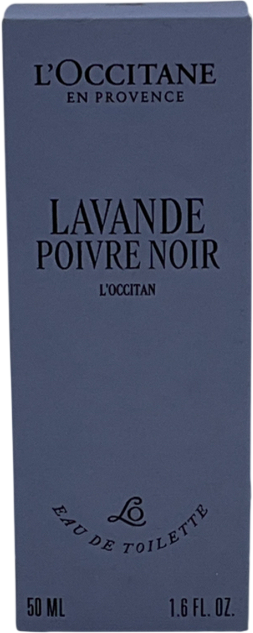 L'OCCITANE
EN PROVENCE
LAVANDE
POIVRE NOIR
L'OCCITAN
LO
EAU DE TOILETTE
50 ML 1.6 FL. OZ.